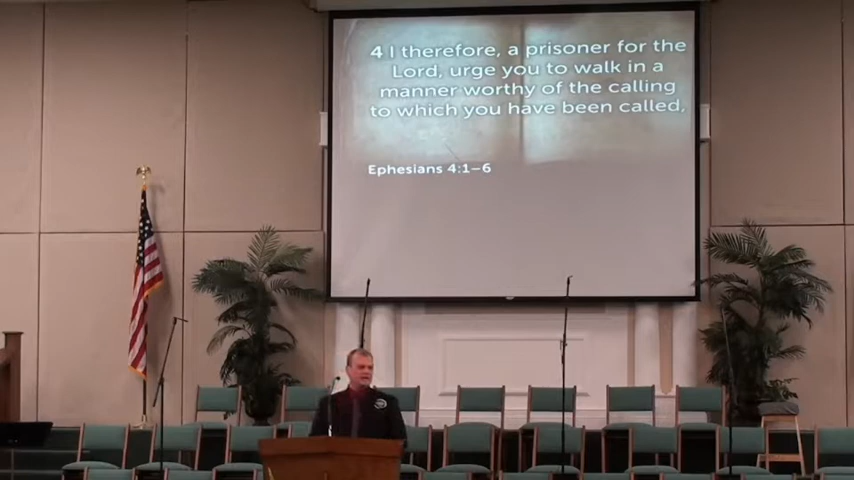 4 I therefore, a prisoner for the
Lord, urge you to walk in a
manner worthy of the calling
to which you have been called,
Ephesians 4:1–6